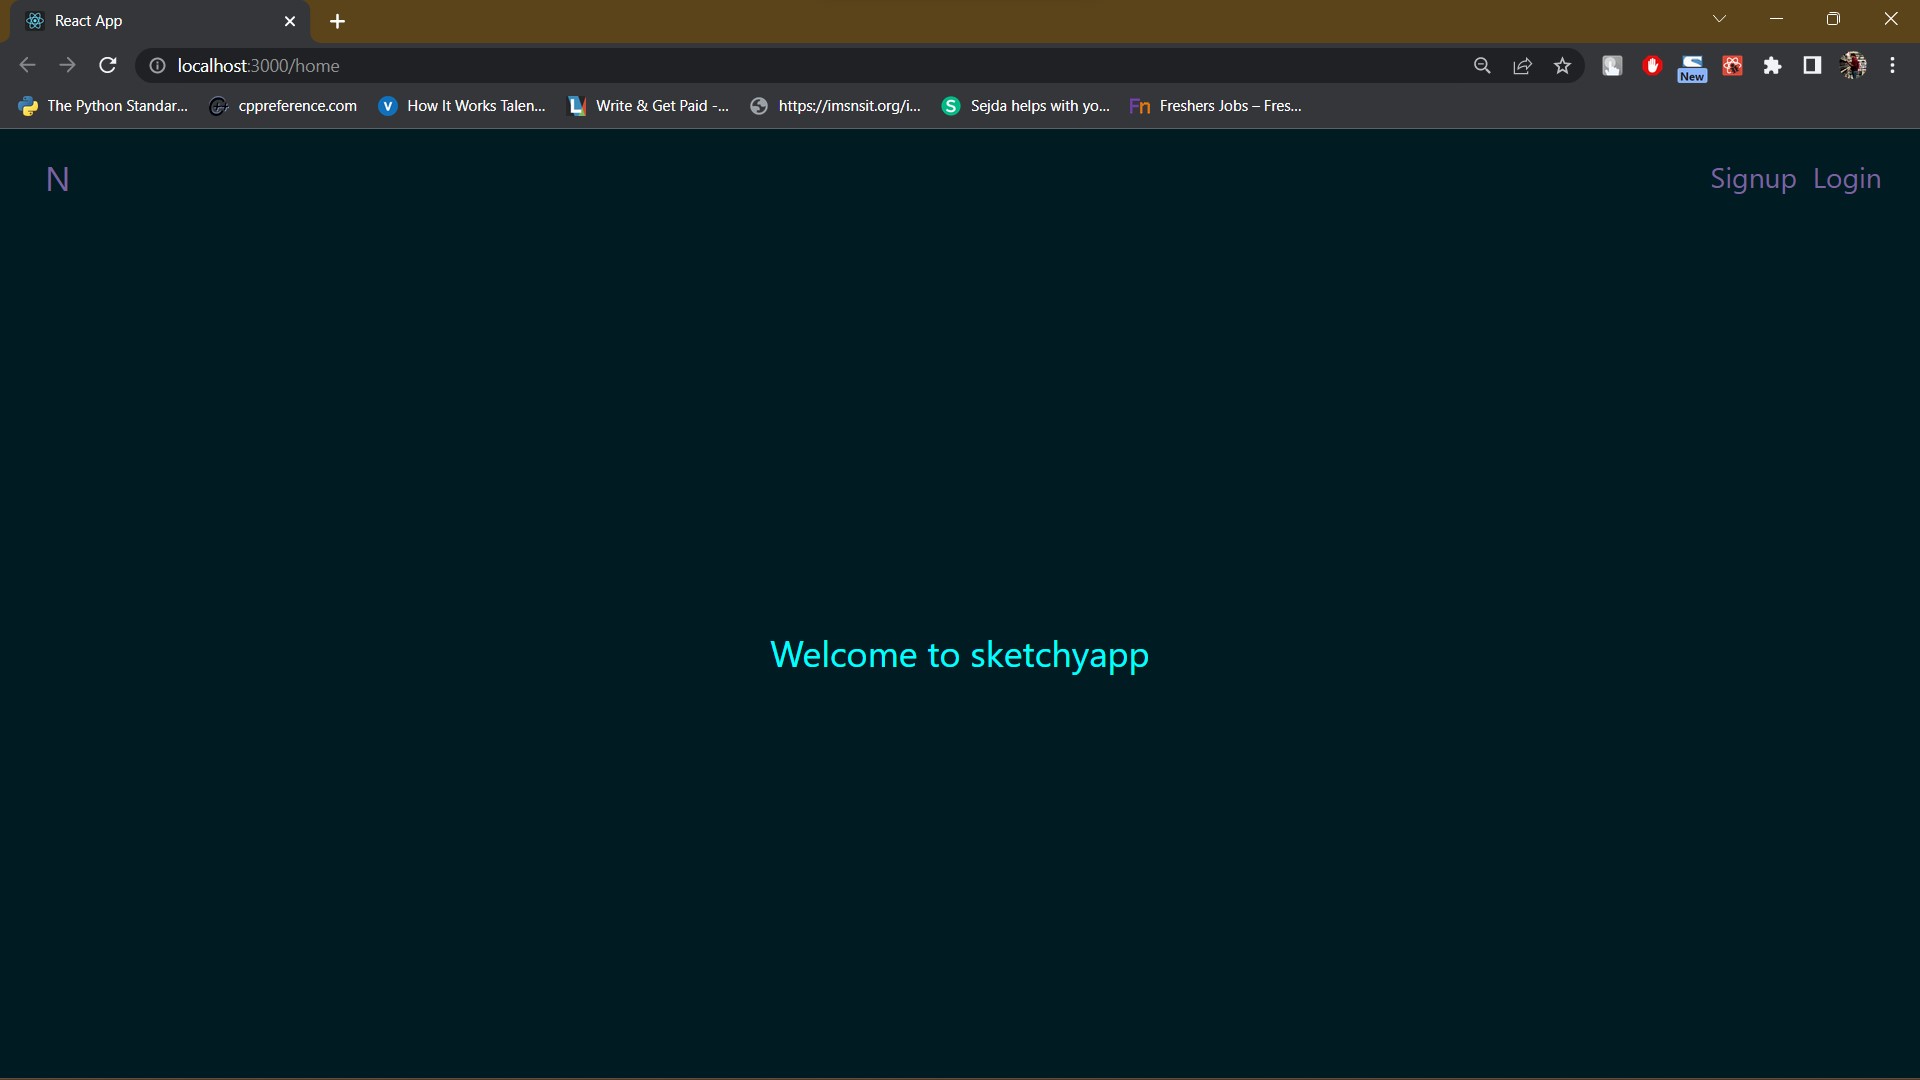 React App
localhost:3000/home
New
The Python Standar...
cppreference.com
V
How It Works Talen...
Write & Get Paid -...
https://imsnsit.org/i...
S
Sejda helps with yo...
Fn
Freshers Jobs – Fres...
N
Signup
Login
Welcome to sketchyapp